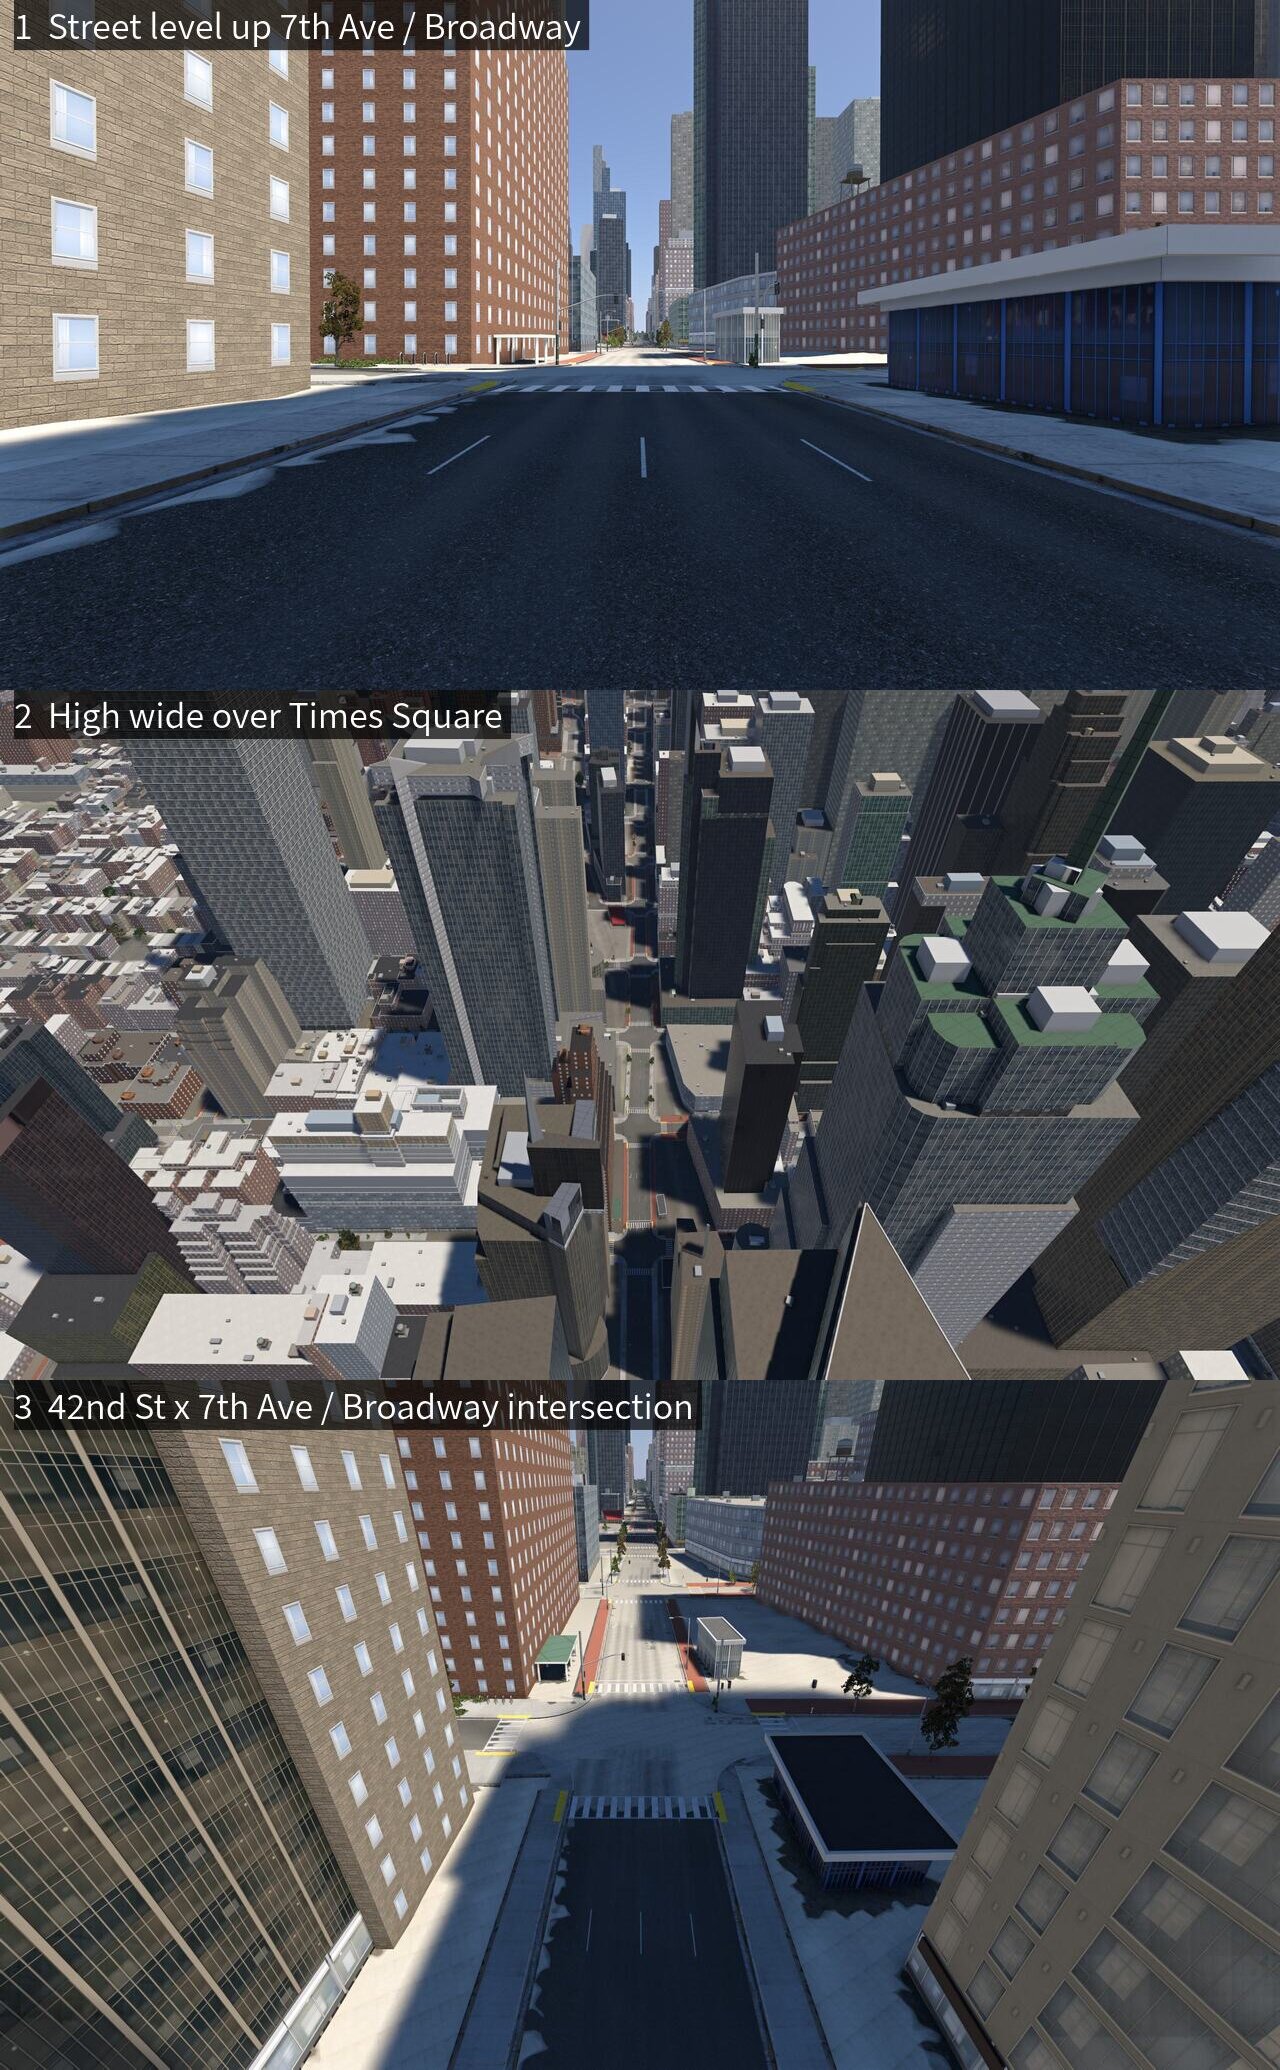 1 Street level up 7th Ave / Broadway
2 High wide over Times Square
3 42nd St x 7th Ave / Broadway intersection